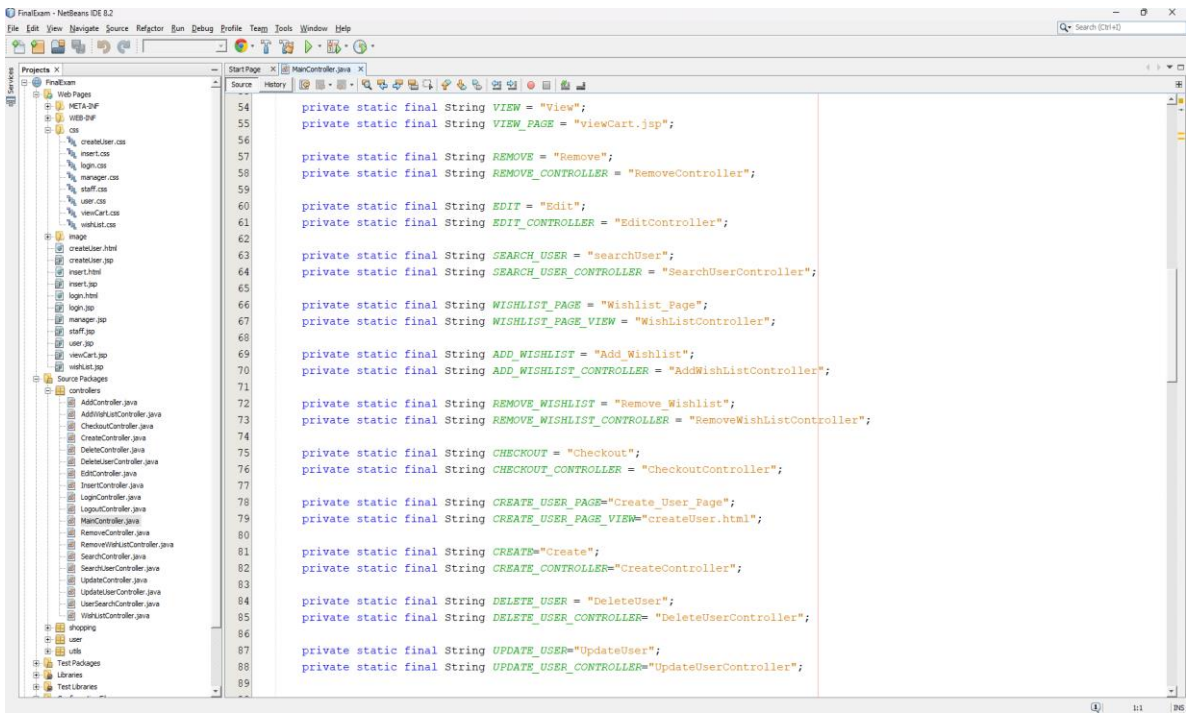 FinalExam - NetBeans IDE 8.2
File Edit View Navigate Source Refactor Run Debug Profile Team Tools Window Help
Search (Ctrl+I)
Projects
Services
Start Page
MainController.java
Source History
FinalExam
Web Pages
META-INF
WEB-INF
css
createUser.css
insert.css
login.css
manager.css
staff.css
user.css
viewCart.css
wishList.css
image
createUser.html
createUser.jsp
insert.html
insert.jsp
login.html
login.jsp
manager.jsp
staff.jsp
user.jsp
viewCart.jsp
wishList.jsp
Source Packages
controllers
AddController.java
AddWishListController.java
CheckoutController.java
CreateController.java
DeleteController.java
DeleteUserController.java
EditController.java
InsertController.java
LoginController.java
LogoutController.java
MainController.java
RemoveController.java
RemoveWishListController.java
SearchController.java
SearchUserController.java
UpdateController.java
UpdateUserController.java
UserSearchController.java
WishListController.java
shopping
user
utils
Test Packages
Libraries
Test Libraries
54 private static final String VIEW = "View";
55 private static final String VIEW_PAGE = "viewCart.jsp";
56
57 private static final String REMOVE = "Remove";
58 private static final String REMOVE_CONTROLLER = "RemoveController";
59
60 private static final String EDIT = "Edit";
61 private static final String EDIT_CONTROLLER = "EditController";
62
63 private static final String SEARCH_USER = "searchUser";
64 private static final String SEARCH_USER_CONTROLLER = "SearchUserController";
65
66 private static final String WISHLIST_PAGE = "Wishlist_Page";
67 private static final String WISHLIST_PAGE_VIEW = "WishListController";
68
69 private static final String ADD_WISHLIST = "Add_Wishlist";
70 private static final String ADD_WISHLIST_CONTROLLER = "AddWishListController";
71
72 private static final String REMOVE_WISHLIST = "Remove_Wishlist";
73 private static final String REMOVE_WISHLIST_CONTROLLER = "RemoveWishListController";
74
75 private static final String CHECKOUT = "Checkout";
76 private static final String CHECKOUT_CONTROLLER = "CheckoutController";
77
78 private static final String CREATE_USER_PAGE="Create_User_Page";
79 private static final String CREATE_USER_PAGE_VIEW="createUser.html";
80
81 private static final String CREATE="Create";
82 private static final String CREATE_CONTROLLER="CreateController";
83
84 private static final String DELETE_USER = "DeleteUser";
85 private static final String DELETE_USER_CONTROLLER= "DeleteUserController";
86
87 private static final String UPDATE_USER="UpdateUser";
88 private static final String UPDATE_USER_CONTROLLER="UpdateUserController";
89
1:1 INS